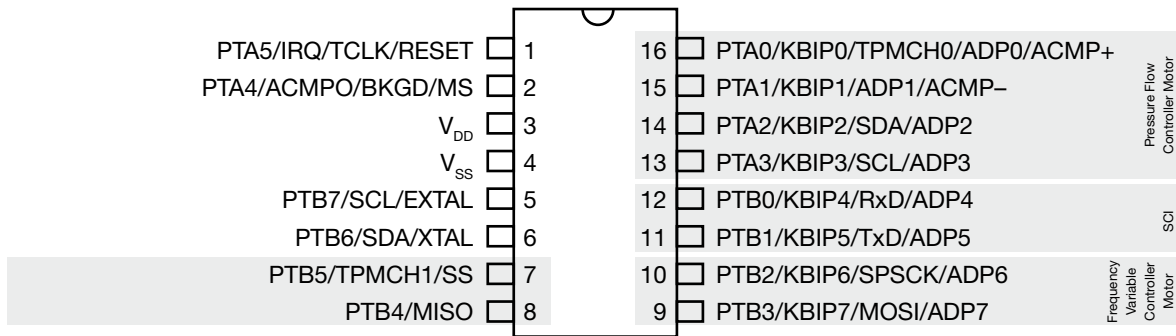 PTA5/IRQ/TCLK/RESET 1 16 PTA0/KBIP0/TPMCH0/ADP0/ACMP+
PTA4/ACMPO/BKGD/MS 2 15 PTA1/KBIP1/ADP1/ACMP–
VDD 3 14 PTA2/KBIP2/SDA/ADP2
VSS 4 13 PTA3/KBIP3/SCL/ADP3
PTB7/SCL/EXTAL 5 12 PTB0/KBIP4/RxD/ADP4
PTB6/SDA/XTAL 6 11 PTB1/KBIP5/TxD/ADP5
PTB5/TPMCH1/SS 7 10 PTB2/KBIP6/SPSCK/ADP6
PTB4/MISO 8 9 PTB3/KBIP7/MOSI/ADP7
Pressure Flow
Controller Motor
SCI
Frequency
Variable
Controller
Motor